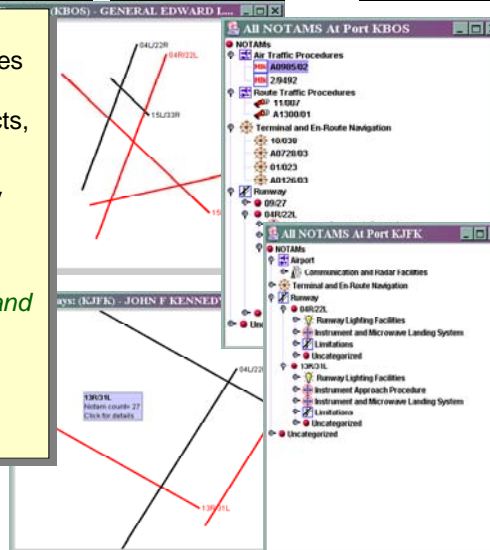 es
cts,
y
and
(KBOS) - GENERAL EDWARD L...
04L/22R
04R/22L
15L/33R
15
All NOTAMS At Port KBOS
NOTAMs
Air Traffic Procedures
A0905/02
2/9492
Route Traffic Procedures
11/007
A1300/01
Terminal and En-Route Navigation
10/030
A0728/03
01/023
A0126/03
Runway
09/27
04R/22L
Unc
ays: (KJFK) - JOHN F KENNEDY
04L/22
13R/31L
Notam count= 27
Click for details
13R/31L
All NOTAMS At Port KJFK
NOTAMs
Airport
Communication and Radar Facilities
Terminal and En-Route Navigation
Runway
04R/22L
Runway Lighting Facilities
Instrument and Microwave Landing System
Limitations
Uncategorized
13R/31L
Runway Lighting Facilities
Instrument Approach Procedure
Instrument and Microwave Landing System
Limitations
Uncategorized
Uncategorized